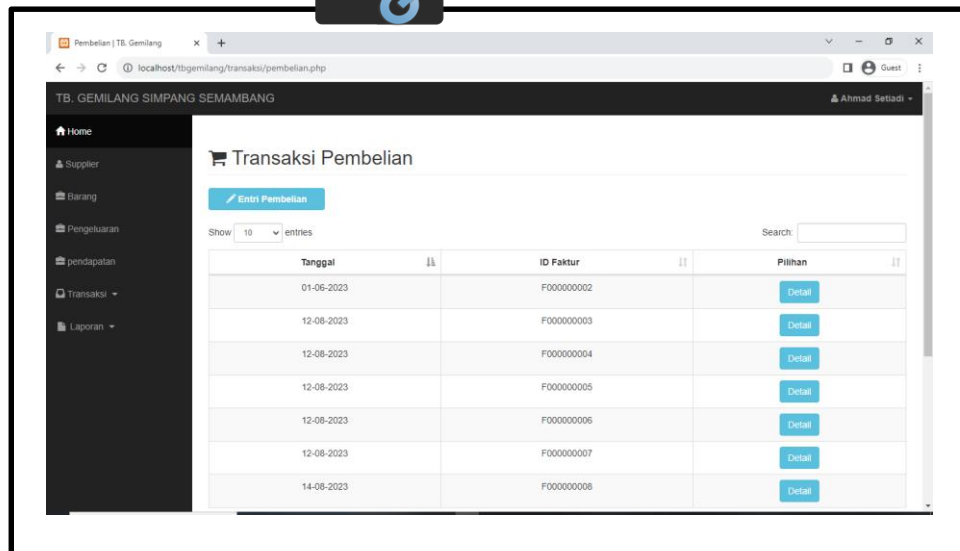 Pembelian | TB. Gemilang
localhost/tbgemilang/transaksi/pembelian.php
Guest
TB. GEMILANG SIMPANG SEMAMBANG
Ahmad Setiadi
Home
Supplier
Barang
Pengeluaran
pendapatan
Transaksi
Laporan
Transaksi Pembelian
Entri Pembelian
Show 10 entries
Search:
Tanggal ID Faktur Pilihan
01-06-2023 F000000002 Detail
12-08-2023 F000000003 Detail
12-08-2023 F000000004 Detail
12-08-2023 F000000005 Detail
12-08-2023 F000000006 Detail
12-08-2023 F000000007 Detail
14-08-2023 F000000008 Detail